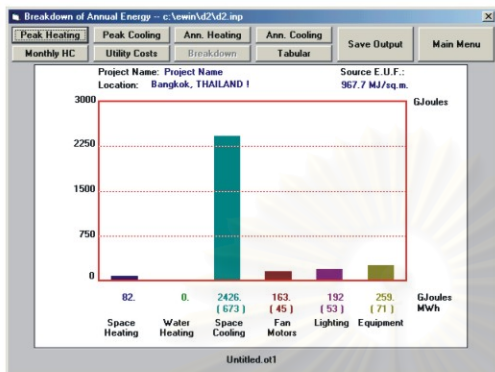 Breakdown of Annual Energy -- c:\ewin\d2\d2.inp
Peak Heating Peak Cooling Ann. Heating Ann. Cooling Save Output Main Menu
Monthly HC Utility Costs Breakdown Tabular
Project Name: Project Name Source E.U.F.:
Location: Bangkok, THAILAND ! 967.7 MJ/sq.m.
3000 GJoules
2250
1500
750
0
82. 0. 2426. 163. 192 259. GJoules
( 673 ) ( 45 ) ( 53 ) ( 71 ) MWh
Space Water Space Fan Lighting Equipment
Heating Heating Cooling Motors
Untitled.ot1